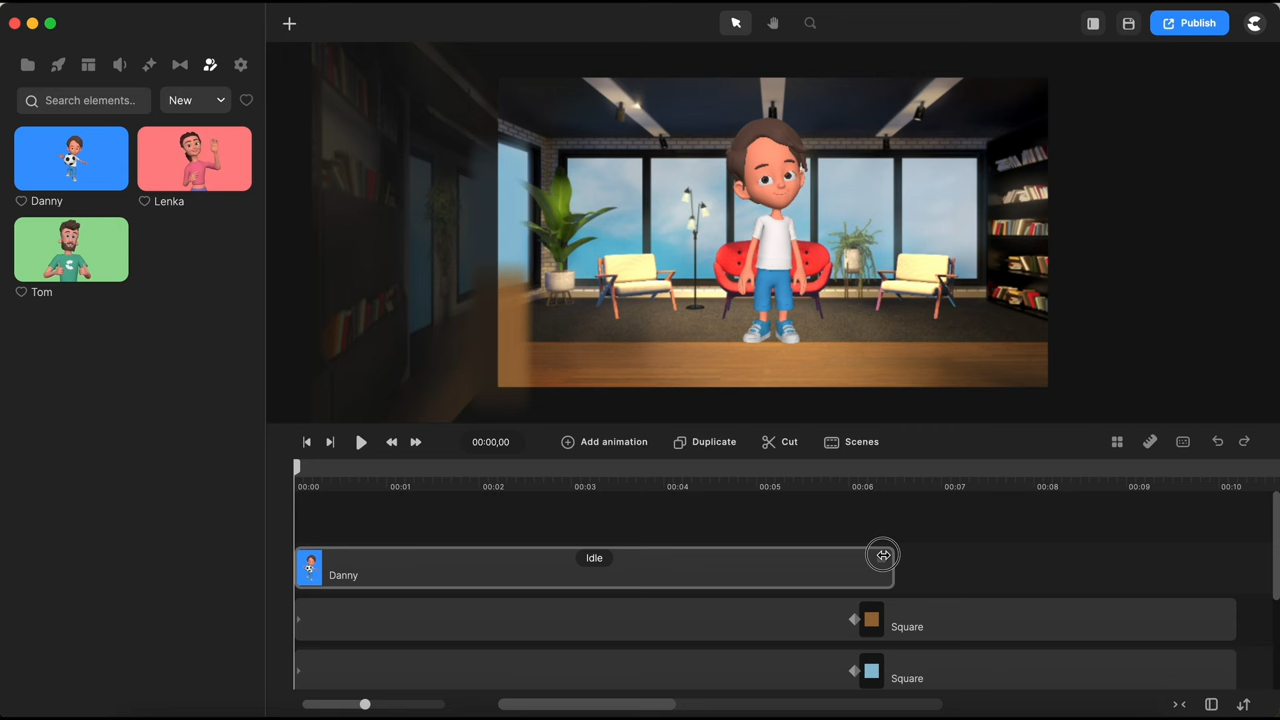 Publish
Search elements..
New
Danny
Lenka
Tom
00:00,00
Add animation
Duplicate
Cut
Scenes
00:00
00:01
00:02
00:03
00:04
00:05
00:06
00:07
00:08
00:09
00:10
Idle
Danny
Square
Square